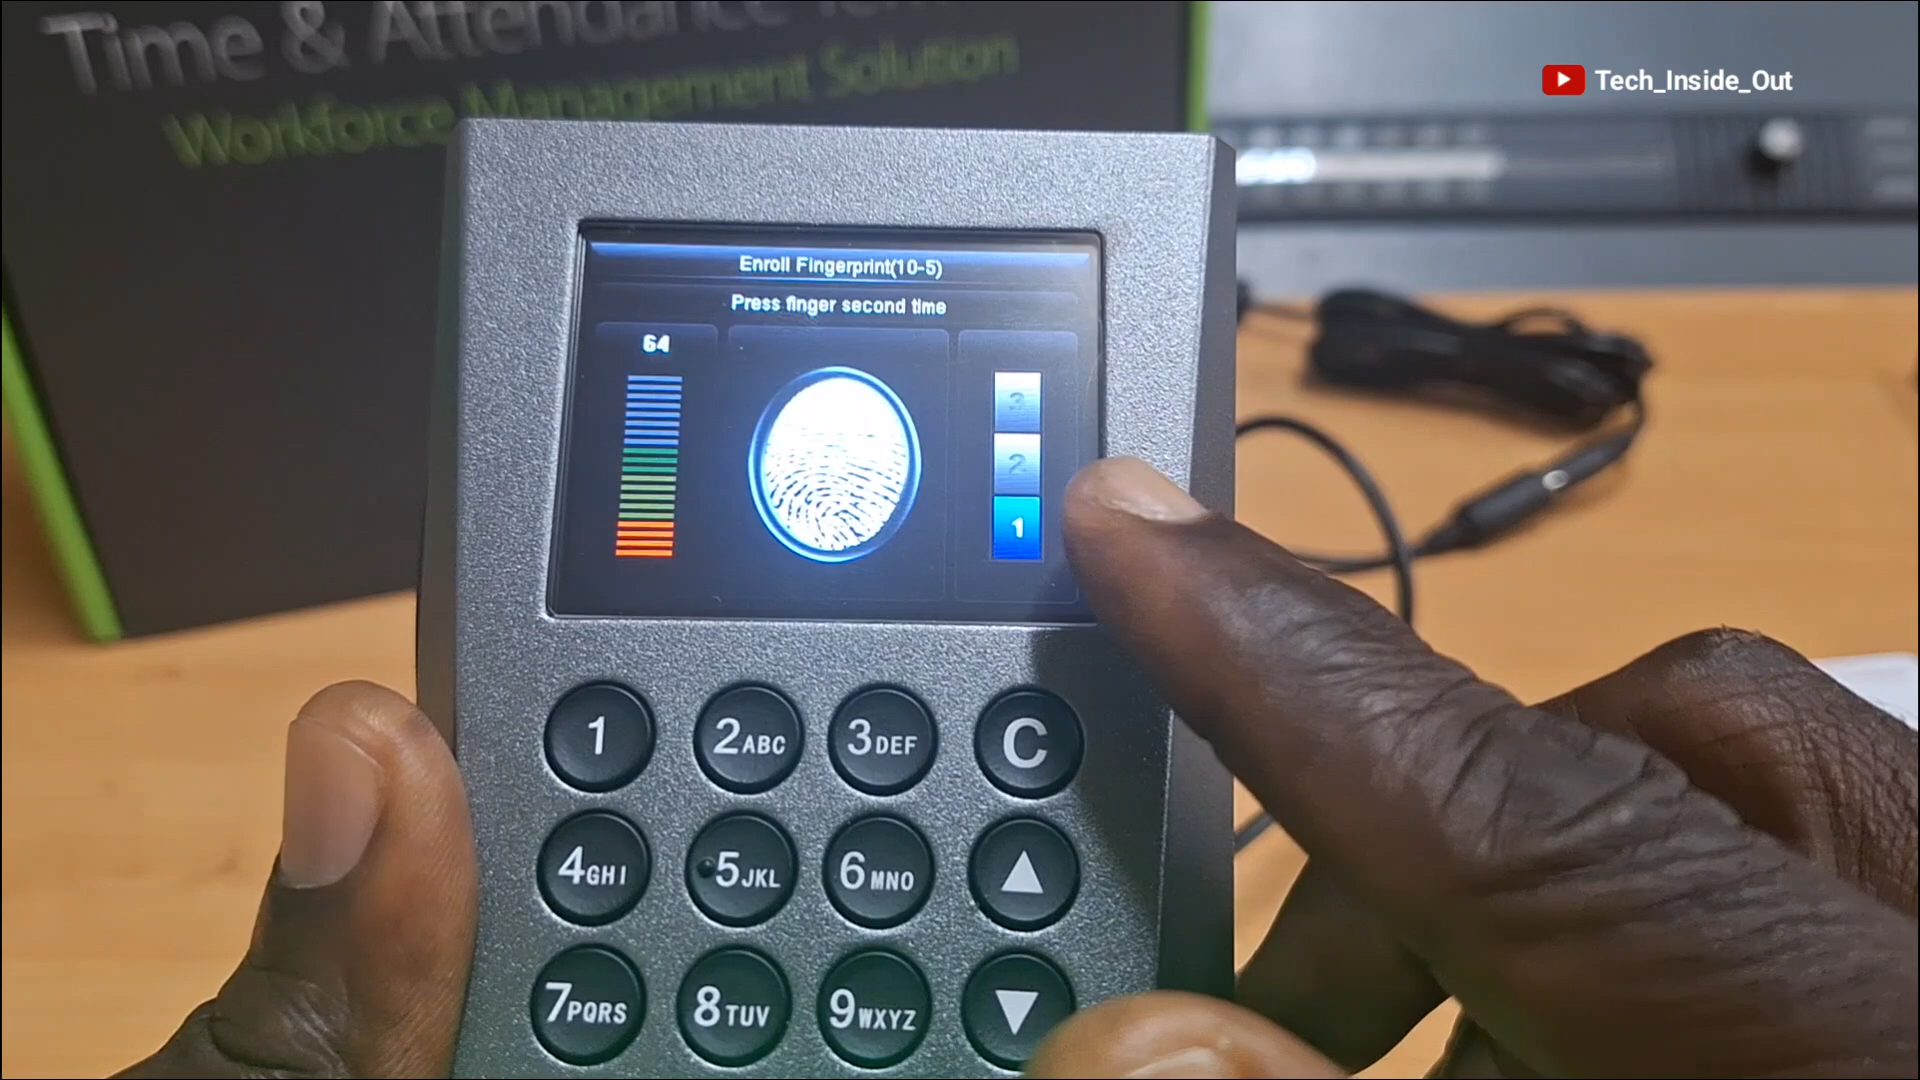 Time & Attendance
Workforce Management Solution
Tech_Inside_Out
Enroll Fingerprint(10-5)
Press finger second time
64
3
2
1
1
2ABC
3DEF
C
4GHI
5JKL
6MNO
7PQRS
8TUV
9WXYZ